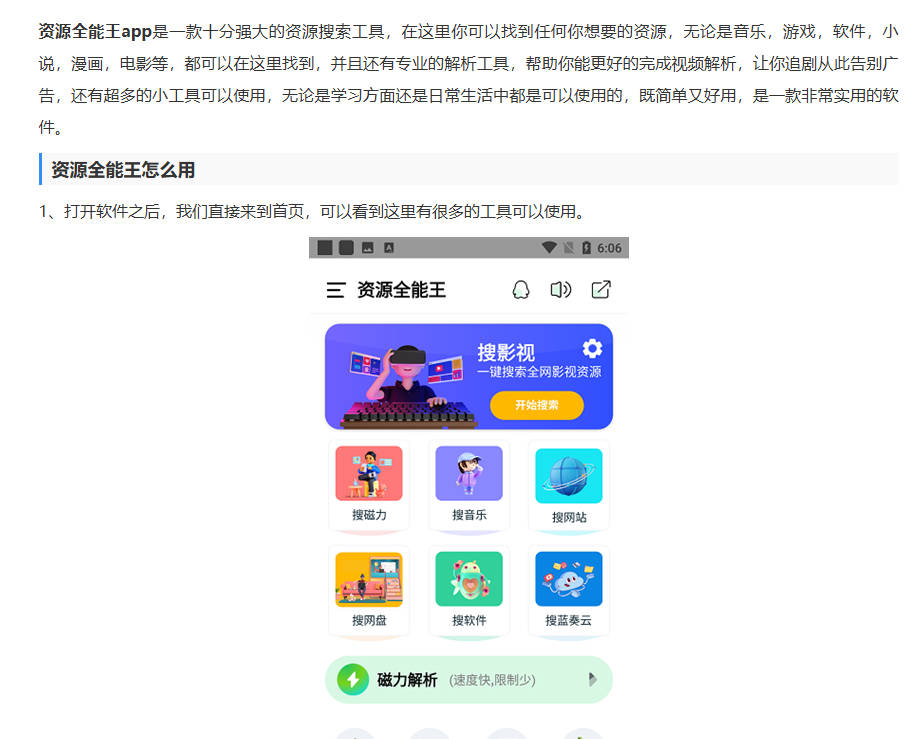 资源全能王app是一款十分强大的资源搜索工具，在这里你可以找到任何你想要的资源，无论是音乐，游戏，软件，小
说，漫画，电影等，都可以在这里找到，并且还有专业的解析工具，帮助你能更好的完成视频解析，让你追剧从此告别广
告，还有超多的小工具可以使用，无论是学习方面还是日常生活中都是可以使用的，既简单又好用，是一款非常实用的软
件。
资源全能王怎么用
1、打开软件之后，我们直接来到首页，可以看到这里有很多的工具可以使用。
A 6:06
资源全能王
搜影视
一键搜索全网影视资源
开始搜索
搜磁力 搜音乐 搜网站
搜网盘 搜软件 搜蓝奏云
磁力解析 (速度快,限制少)